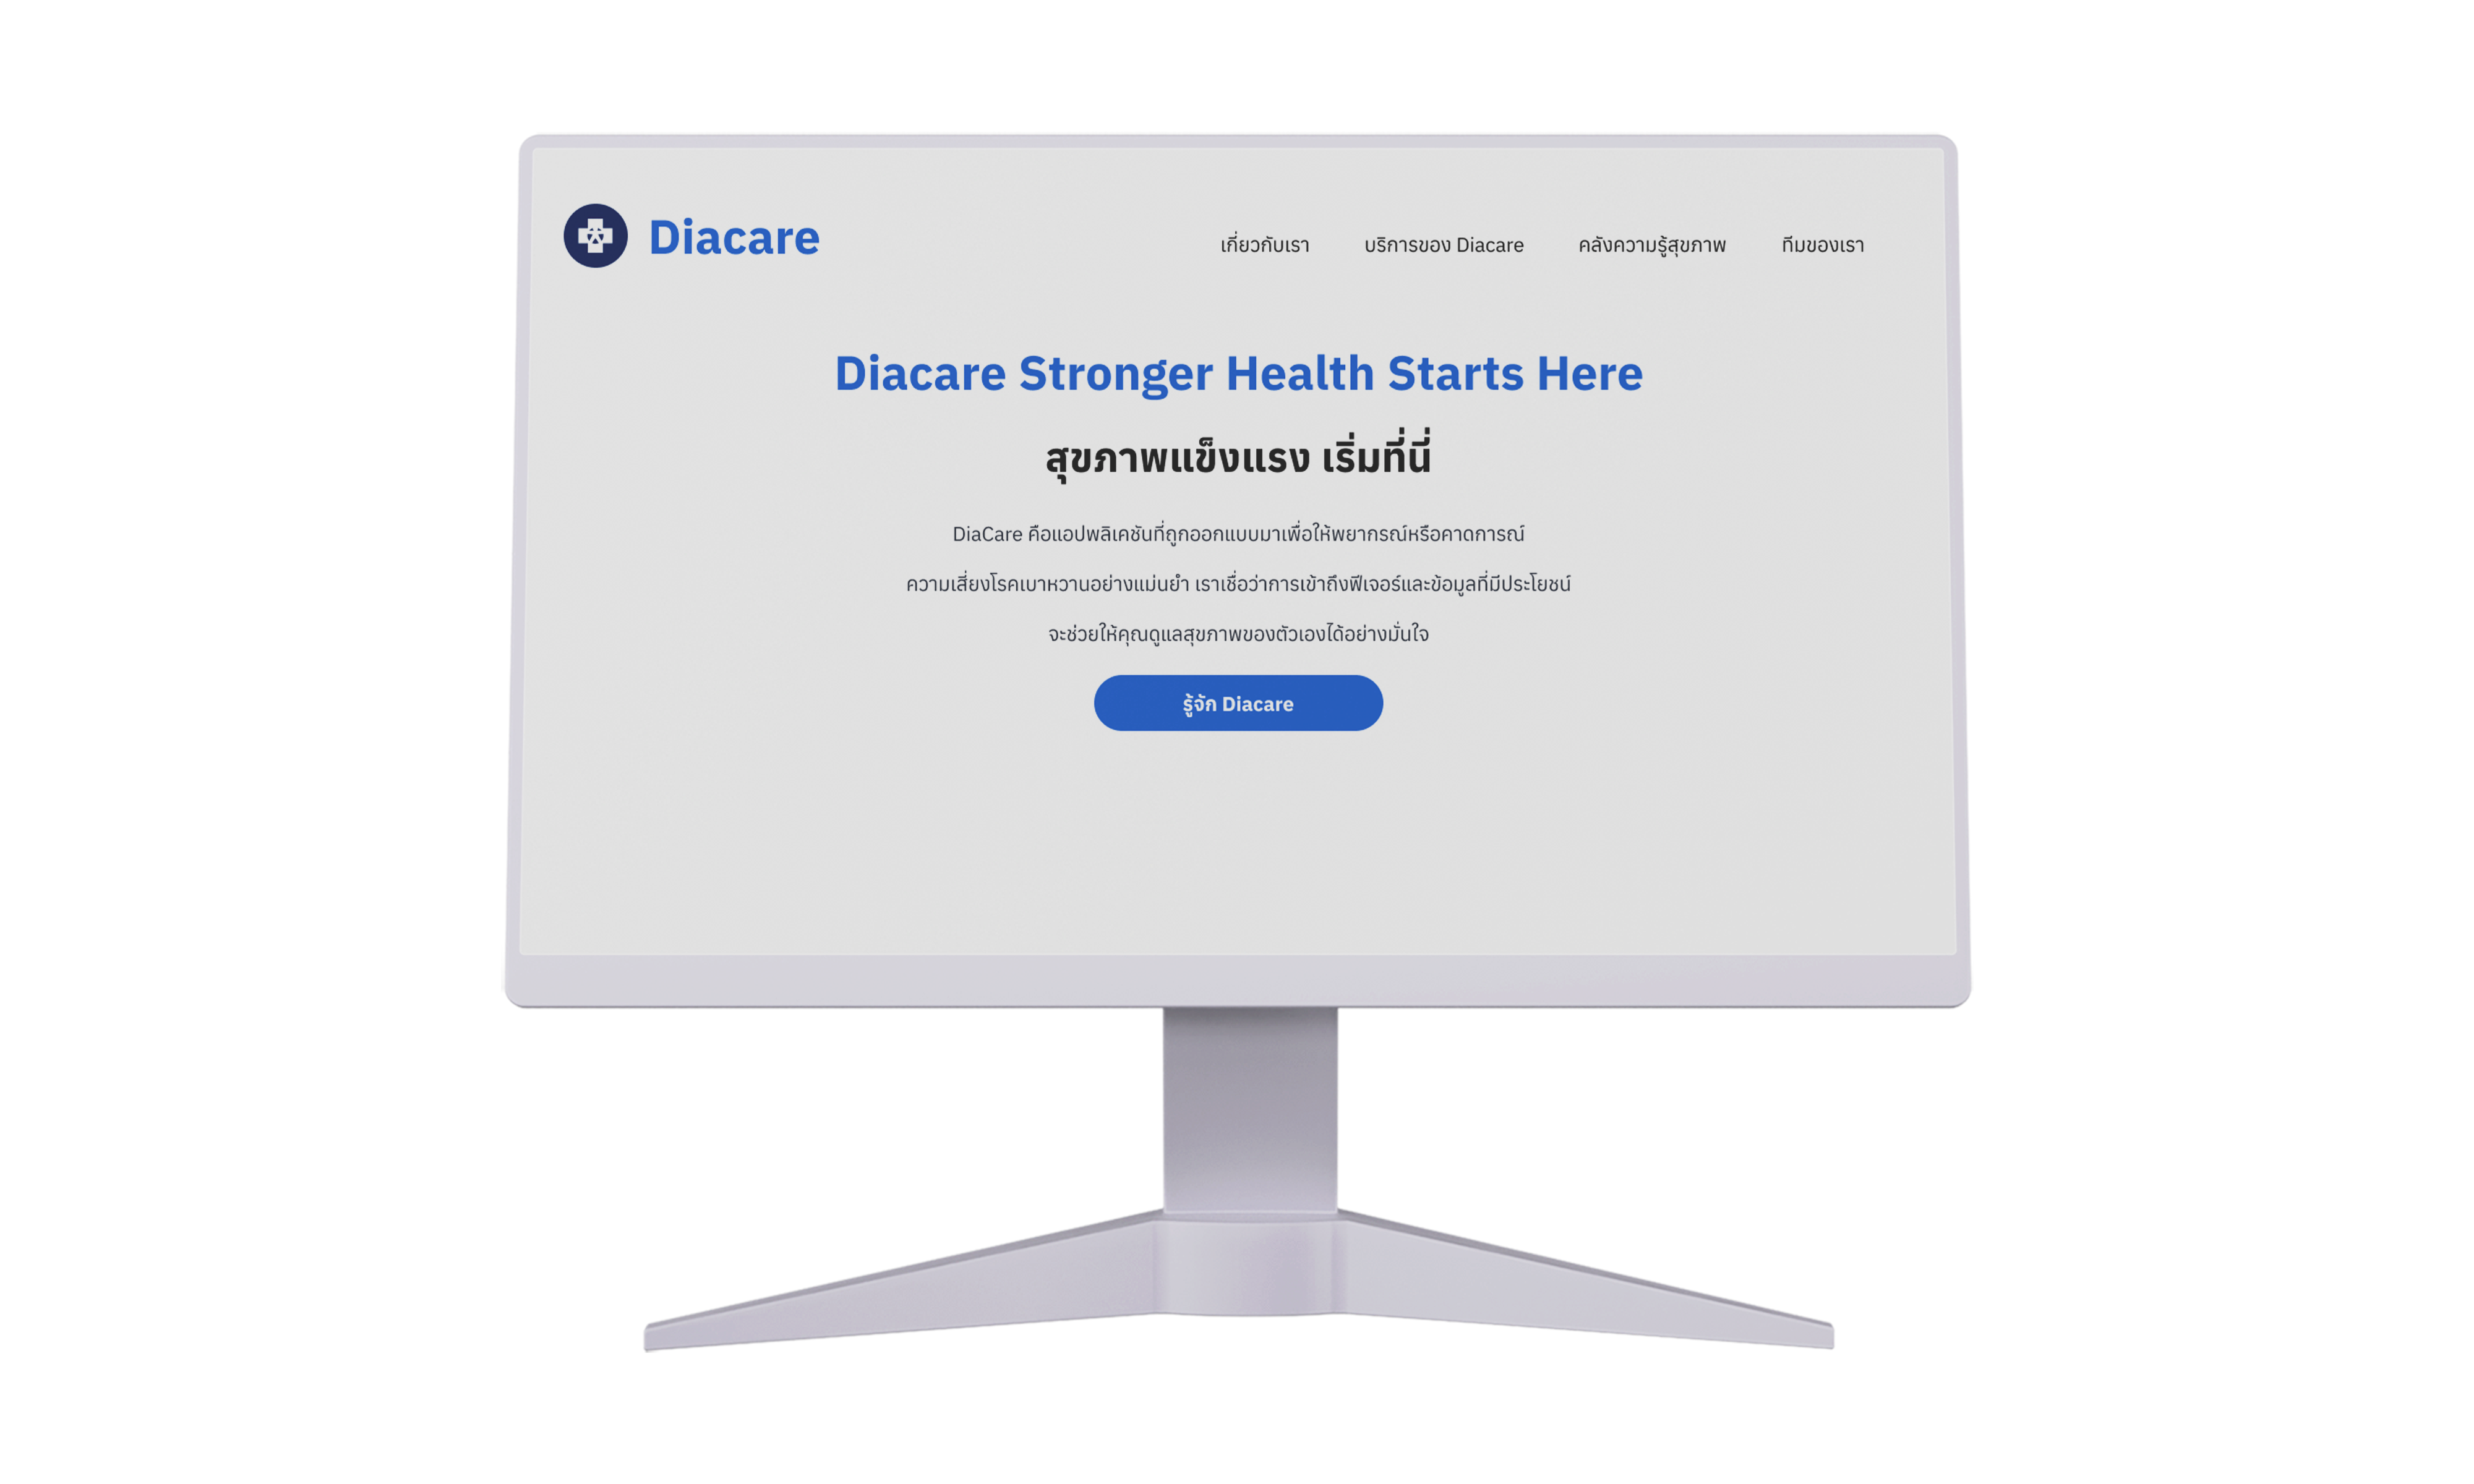 Diacare
เกี่ยวกับเรา บริการของ Diacare คลังความรู้สุขภาพ ทีมของเรา
Diacare Stronger Health Starts Here
สุขภาพแข็งแรง เริ่มที่นี่
DiaCare คือแอปพลิเคชันที่ถูกออกแบบมาเพื่อให้พยากรณ์หรือคาดการณ์
ความเสี่ยงโรคเบาหวานอย่างแม่นยำ เราเชื่อว่าการเข้าถึงฟีเจอร์และข้อมูลที่มีประโยชน์
จะช่วยให้คุณดูแลสุขภาพของตัวเองได้อย่างมั่นใจ
รู้จัก Diacare